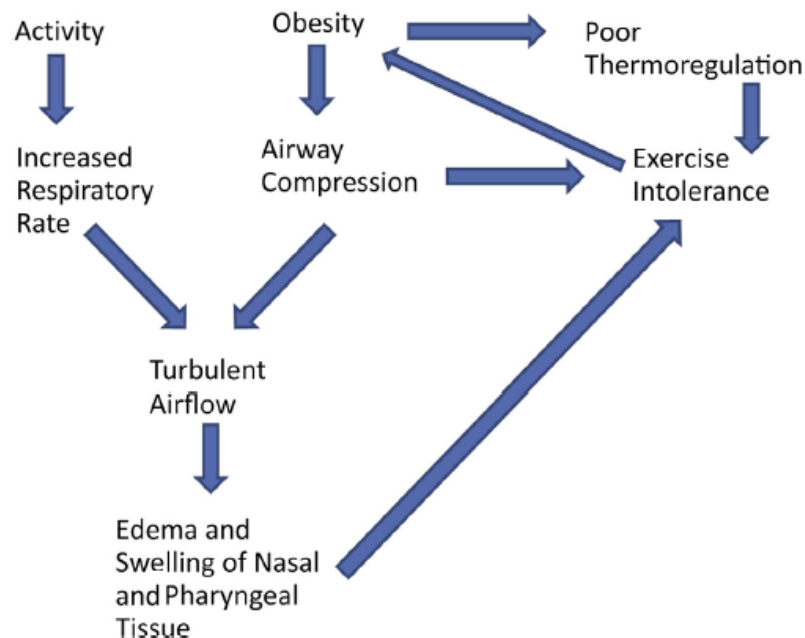 Activity
Obesity
Poor
Thermoregulation
Increased
Respiratory
Rate
Airway
Compression
Exercise
Intolerance
Turbulent
Airflow
Edema and
Swelling of Nasal
and Pharyngeal
Tissue